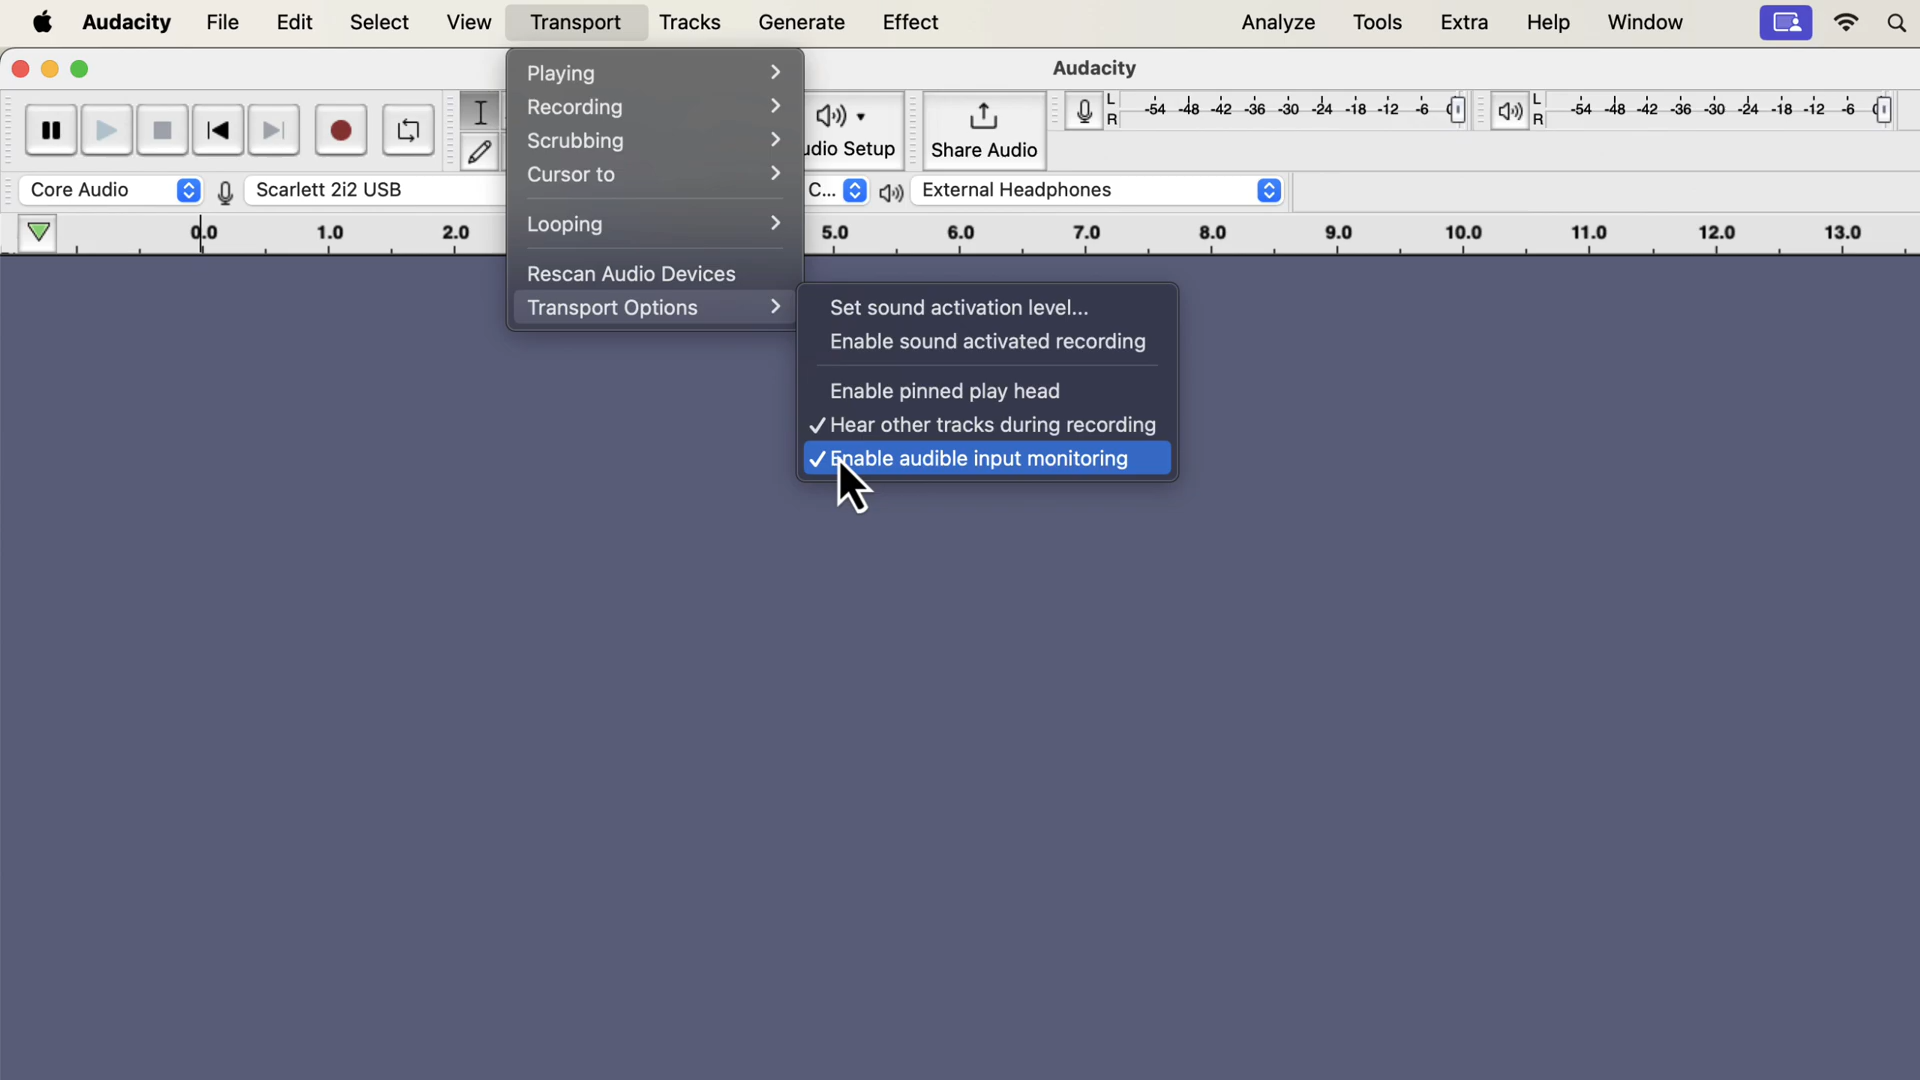 Audacity File Edit Select View Transport Tracks Generate Effect Analyze Tools Extra Help Window
Audacity
Playing
Recording
Scrubbing
Cursor to
Looping
Rescan Audio Devices
Transport Options
Set sound activation level...
Enable sound activated recording
Enable pinned play head
Hear other tracks during recording
Enable audible input monitoring
udio Setup
Share Audio
L
R
-54 -48 -42 -36 -30 -24 -18 -12 -6
L
R
-54 -48 -42 -36 -30 -24 -18 -12 -6
Core Audio
Scarlett 2i2 USB
C...
External Headphones
0.0 1.0 2.0 5.0 6.0 7.0 8.0 9.0 10.0 11.0 12.0 13.0